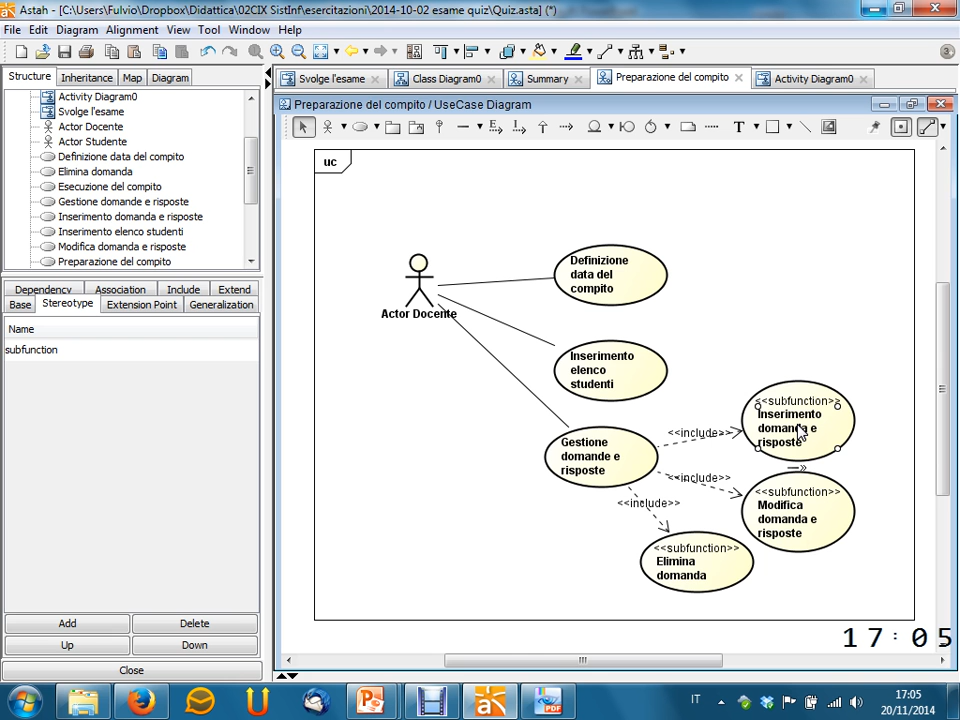 Astah - [C:\Users\Fulvio\Dropbox\Didattica\02CIX SistInf\esercitazioni\2014-10-02 esame quiz\Quiz.asta] (*)
File Edit Diagram Alignment View Tool Window Help
3
Structure Inheritance Map Diagram
Svolge l'esame Class Diagram0 Summary Preparazione del compito Activity Diagram0
Activity Diagram0
Svolge l'esame
Actor Docente
Actor Studente
Definizione data del compito
Elimina domanda
Esecuzione del compito
Gestione domande e risposte
Inserimento domanda e risposte
Inserimento elenco studenti
Modifica domanda e risposte
Preparazione del compito
Dependency Association Include Extend
Base Stereotype Extension Point Generalization
Name
subfunction
Add Delete
Up Down
Close
Preparazione del compito / UseCase Diagram
T
uc
Actor Docente
Definizione
data del
compito
Inserimento
elenco
studenti
Gestione
domande e
risposte
<<include>>
<<include>>
<<include>>
<<subfunction>>
Inserimento
domanda e
risposte
<<subfunction>>
Modifica
domanda e
risposte
<<subfunction>>
Elimina
domanda
17:05
IT
17:05
20/11/2014